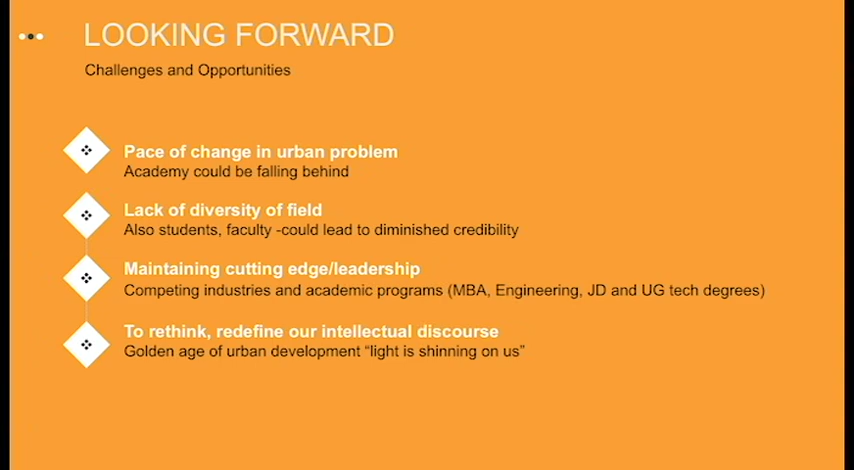 LOOKING FORWARD
Challenges and Opportunities
Pace of change in urban problem
Academy could be falling behind
Lack of diversity of field
Also students, faculty -could lead to diminished credibility
Maintaining cutting edge/leadership
Competing industries and academic programs (MBA, Engineering, JD and UG tech degrees)
To rethink, redefine our intellectual discourse
Golden age of urban development “light is shinning on us”